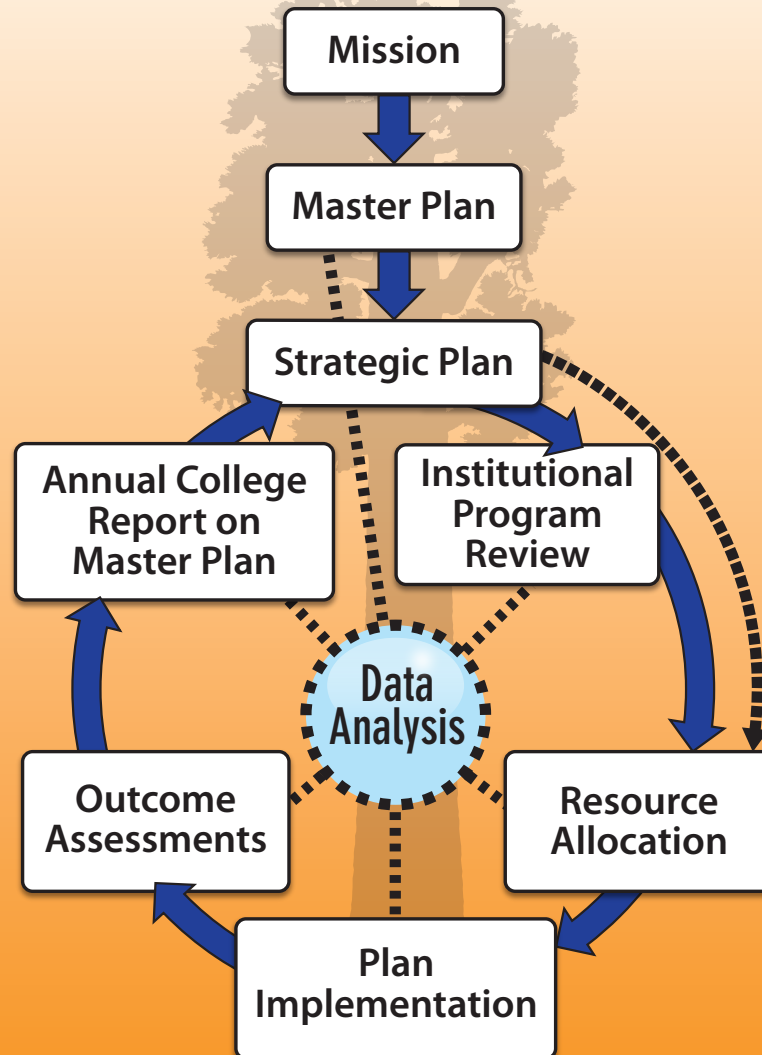 Mission
Master Plan
Strategic Plan
Annual College
Report on
Master Plan
Institutional
Program
Review
Data
Analysis
Outcome
Assessments
Resource
Allocation
Plan
Implementation